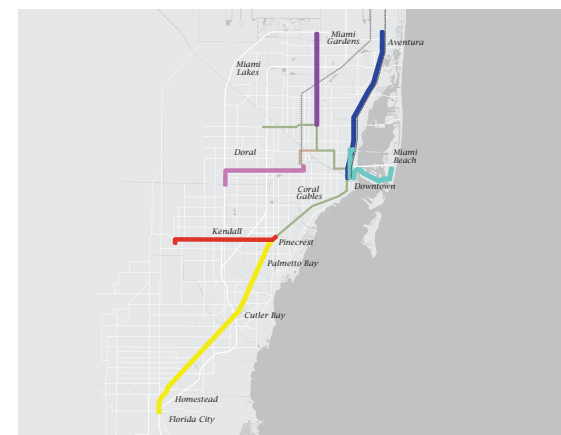 Miami
Gardens
Aventura
Miami
Lakes
Doral
Miami
Beach
Coral
Gables
Downtown
Kendall
Pinecrest
Palmetto Bay
Cutler Bay
Homestead
Florida City